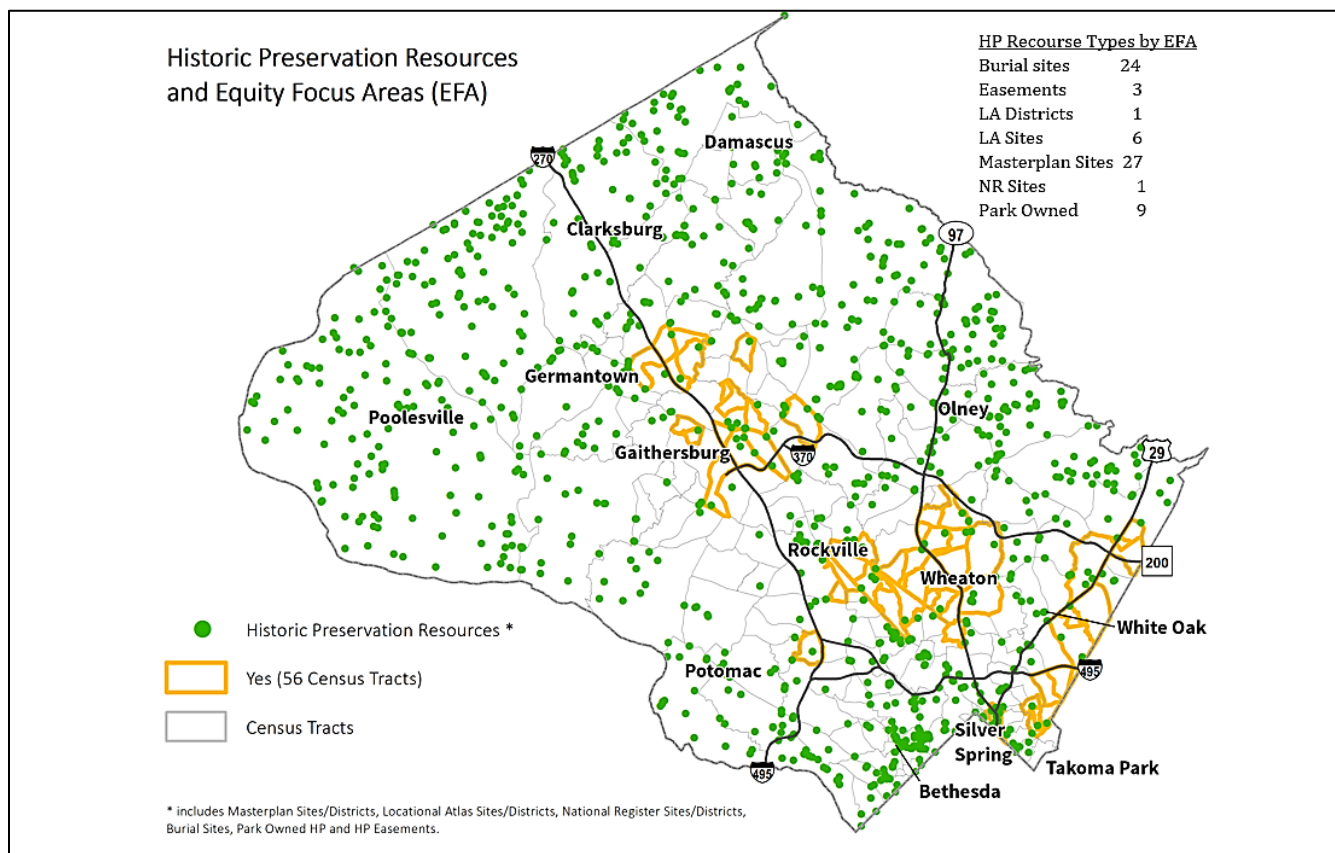 Historic Preservation Resources
and Equity Focus Areas (EFA)
HP Recourse Types by EFA
Burial sites 24
Easements 3
LA Districts 1
LA Sites 6
Masterplan Sites 27
NR Sites 1
Park Owned 9
Damascus
270
Clarksburg
97
Germantown
Poolesville
Olney
Gaithersburg
370
29
Rockville
Wheaton
200
White Oak
Historic Preservation Resources *
Yes (56 Census Tracts)
Census Tracts
Potomac
495
Silver
Spring
Takoma Park
495
Bethesda
* includes Masterplan Sites/Districts, Locational Atlas Sites/Districts, National Register Sites/Districts,
Burial Sites, Park Owned HP and HP Easements.